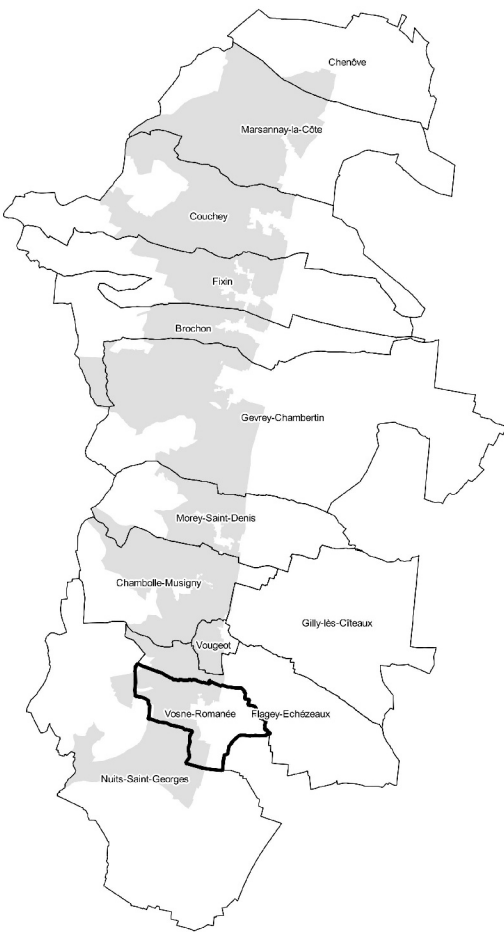 Chenôve
Marsannay-la-Côte
Couchey
Fixin
Brochon
Gevrey-Chambertin
Morey-Saint-Denis
Chambolle-Musigny
Gilly-lès-Cîteaux
Vougeot
Vosne-Romanée
Flagey-Echézeaux
Nuits-Saint-Georges